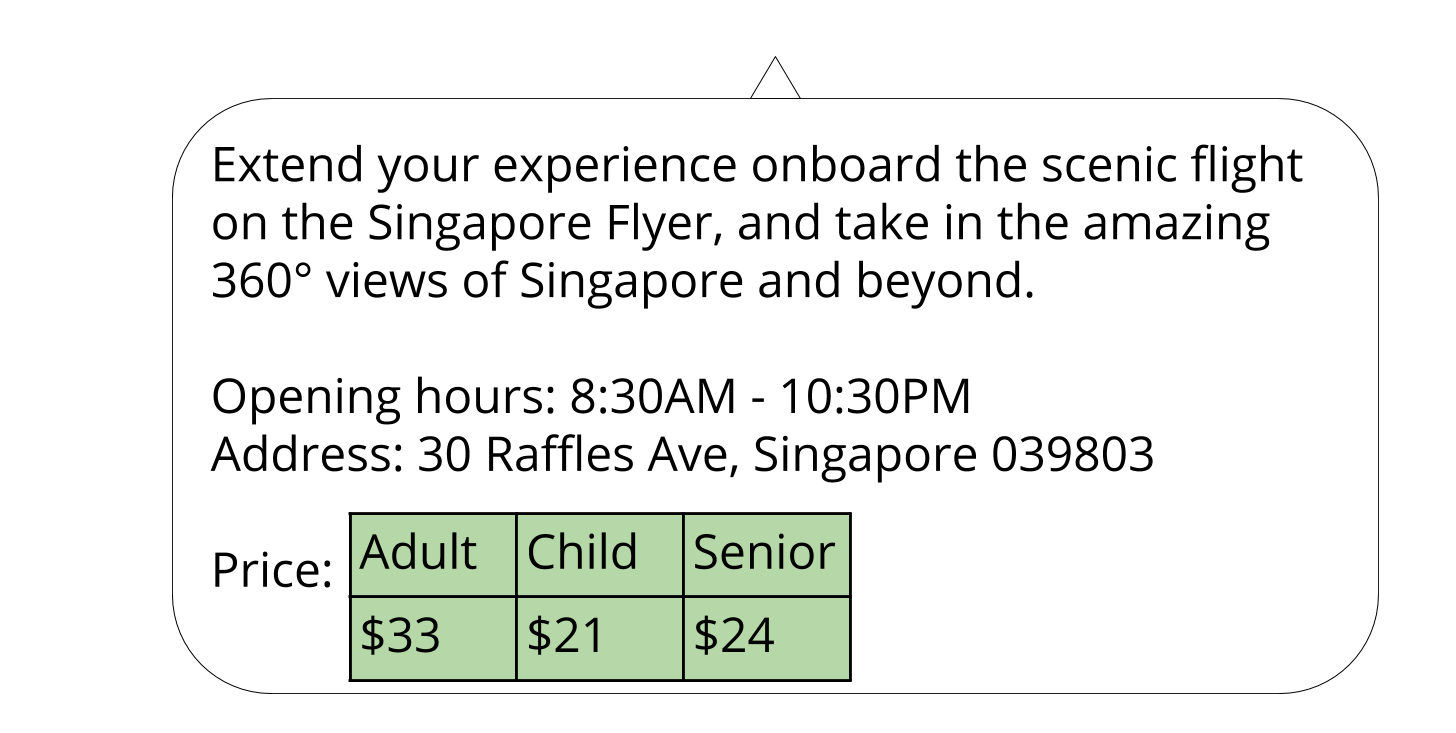 Extend your experience onboard the scenic flight
on the Singapore Flyer, and take in the amazing
360° views of Singapore and beyond.
Opening hours: 8:30AM - 10:30PM
Address: 30 Raffles Ave, Singapore 039803
Price:
Adult Child Senior
$33 $21 $24